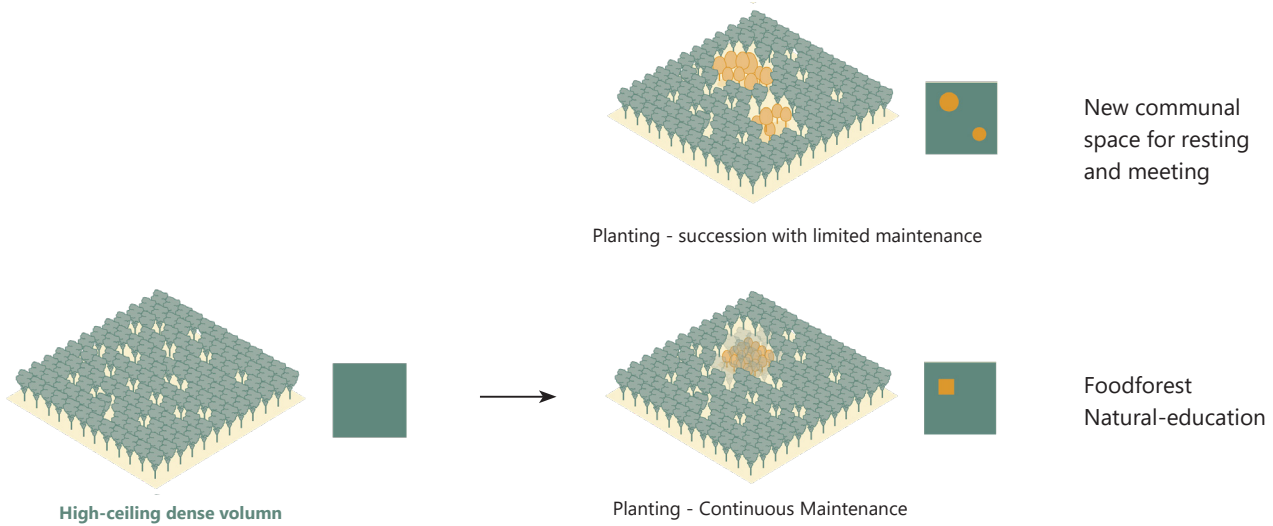 New communal
space for resting
and meeting
Planting - succession with limited maintenance
Foodforest
Natural-education
High-ceiling dense volumn
Planting - Continuous Maintenance